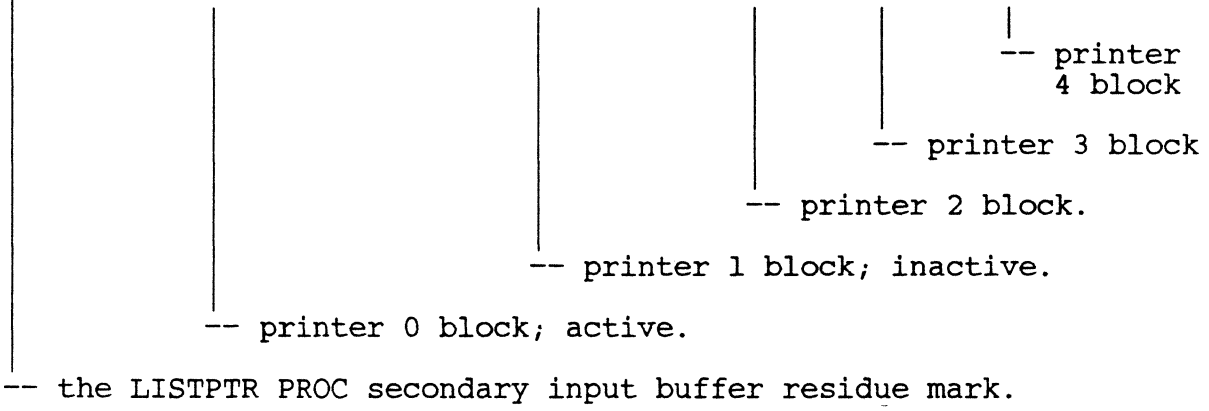 -- printer
4 block
-- printer 3 block
-- printer 2 block.
-- printer 1 block; inactive.
-- printer 0 block; active.
-- the LISTPTR PROC secondary input buffer residue mark.